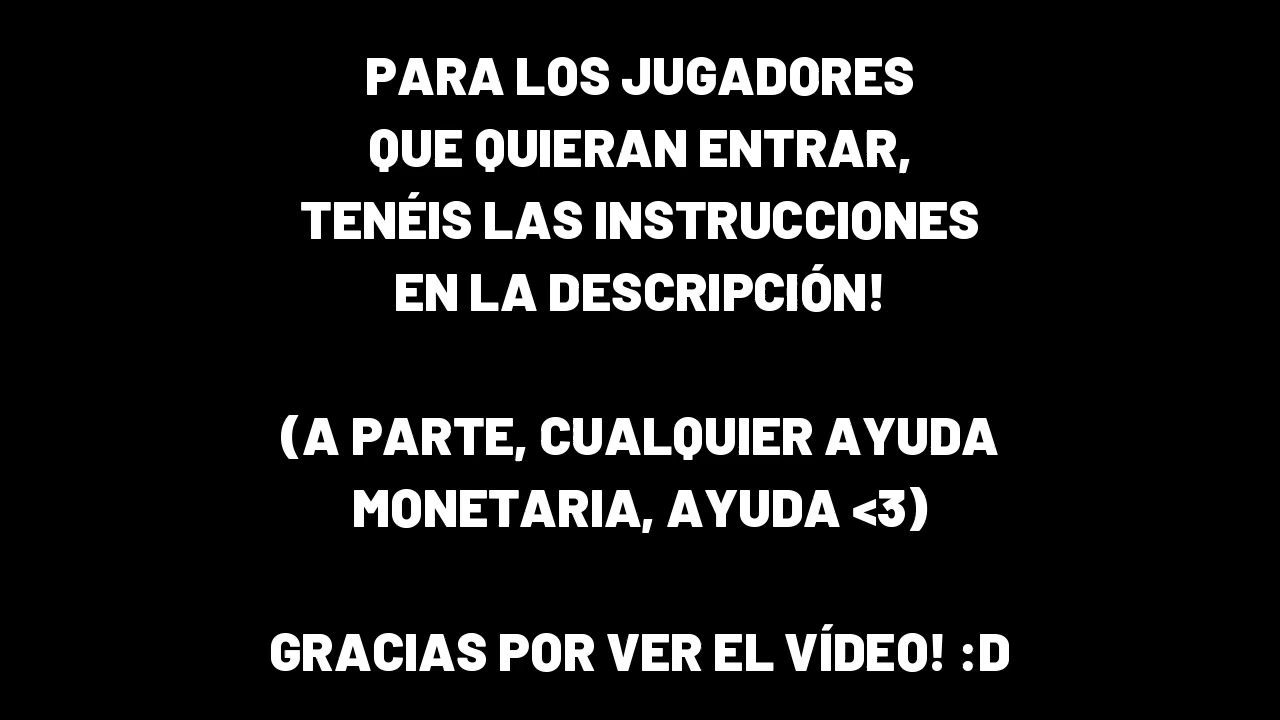 PARA LOS JUGADORES
QUE QUIERAN ENTRAR,
TENÉIS LAS INSTRUCCIONES
EN LA DESCRIPCIÓN!
(A PARTE, CUALQUIER AYUDA
MONETARIA, AYUDA <3)
GRACIAS POR VER EL VÍDEO! :D